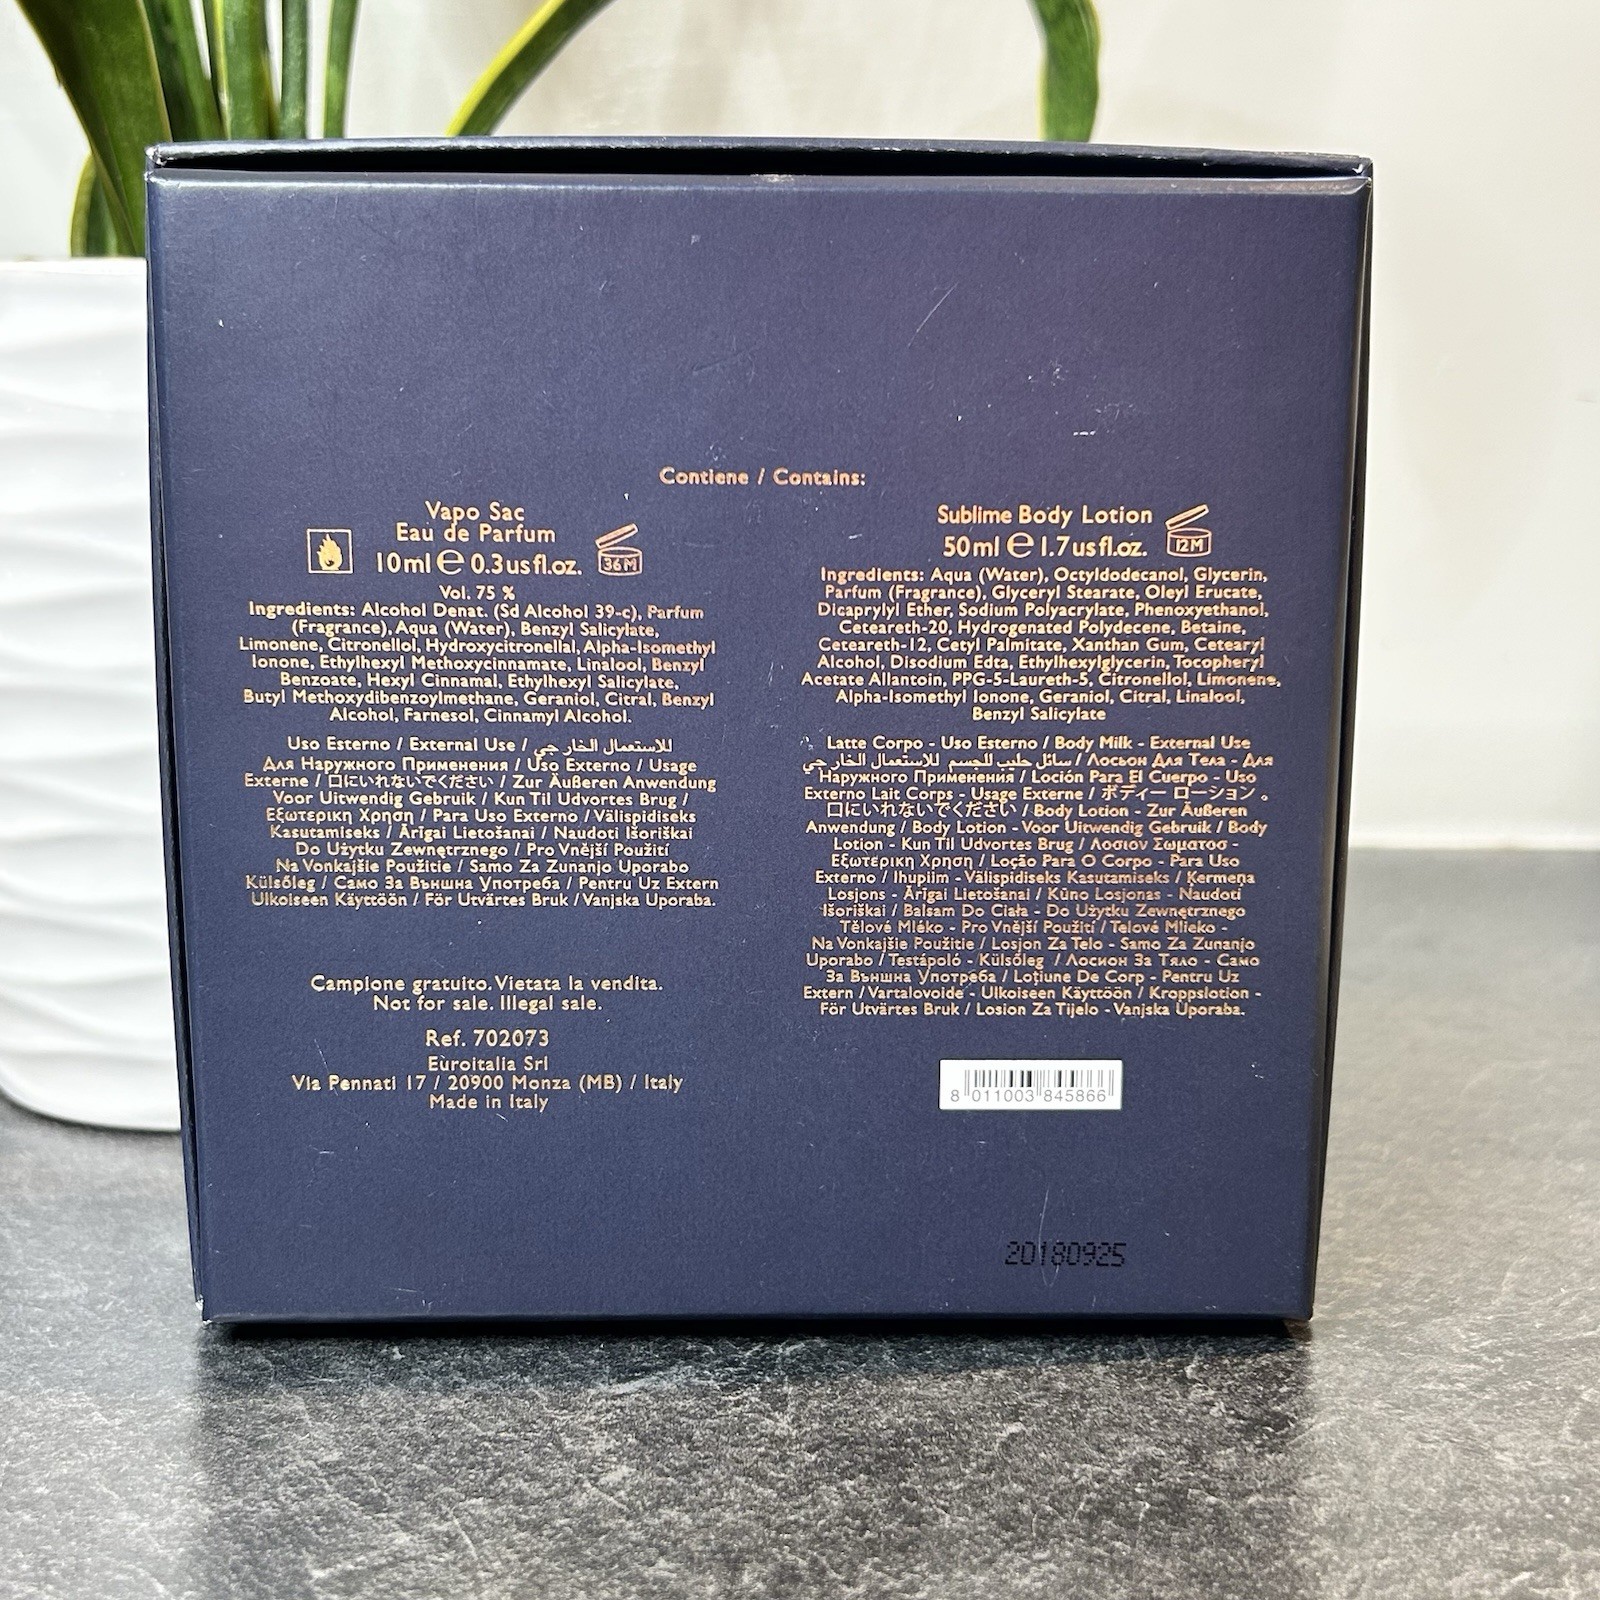 Contiene / Contains:
Vapo Sac
Eau de Parfum
10ml ℮ 0.3us fl.oz.
36 M
Vol. 75 %
Ingredients: Alcohol Denat. (Sd Alcohol 39-c), Parfum
(Fragrance), Aqua (Water), Benzyl Salicylate,
Limonene, Citronellol, Hydroxycitronellal, Alpha-Isomethyl
Ionone, Ethylhexyl Methoxycinnamate, Linalool, Benzyl
Benzoate, Hexyl Cinnamal, Ethylhexyl Salicylate,
Butyl Methoxydibenzoylmethane, Geraniol, Citral, Benzyl
Alcohol, Farnesol, Cinnamyl Alcohol.
Uso Esterno / External Use / للاستعمال الخارجي
Для Наружного Применения / Uso Externo / Usage
Externe / 口にいれないでください / Zur Äußeren Anwendung
Voor Uitwendig Gebruik / Kun Til Udvortes Brug /
Εξωτερικη Χρηση / Para Uso Externo / Välispidiseks
Kasutamiseks / Ārīgai Lietošanai / Naudoti Išoriškai
Do Użytku Zewnętrznego / Pro Vnější Použití
Na Vonkajšie Použitie / Samo Za Zunanjo Uporabo
Külsőleg / Само За Външна Употреба / Pentru Uz Extern
Ulkoiseen Käyttöön / För Utvärtes Bruk / Vanjska Uporaba.
Campione gratuito. Vietata la vendita.
Not for sale. Illegal sale.
Ref. 702073
Euroitalia Srl
Via Pennati 17 / 20900 Monza (MB) / Italy
Made in Italy
Sublime Body Lotion
50ml ℮ 1.7us fl.oz.
12M
Ingredients: Aqua (Water), Octyldodecanol, Glycerin,
Parfum (Fragrance), Glyceryl Stearate, Oleyl Erucate,
Dicaprylyl Ether, Sodium Polyacrylate, Phenoxyethanol,
Ceteareth-20, Hydrogenated Polydecene, Betaine,
Ceteareth-12, Cetyl Palmitate, Xanthan Gum, Cetearyl
Alcohol, Disodium Edta, Ethylhexylglycerin, Tocopheryl
Acetate Allantoin, PPG-5-Laureth-5, Citronellol, Limonene,
Alpha-Isomethyl Ionone, Geraniol, Citral, Linalool,
Benzyl Salicylate
Latte Corpo - Uso Esterno / Body Milk - External Use
سائل حليب للجسم للاستعمال الخارجي / Лосьон Для Тела - Для
Наружного Применения / Loción Para El Cuerpo - Uso
Externo Lait Corps - Usage Externe / ボディー ローション 。
口にいれないでください / Body Lotion - Zur Äußeren
Anwendung / Body Lotion - Voor Uitwendig Gebruik / Body
Lotion - Kun Til Udvortes Brug / Λοσιον Σωματοσ -
Εξωτερικη Χρηση / Loção Para O Corpo - Para Uso
Externo / Ihupiim - Välispidiseks Kasutamiseks / Ķermeņa
Losjons - Ārīgai Lietošanai / Kūno Losjonas - Naudoti
Išoriškai / Balsam Do Ciała - Do Użytku Zewnętrznego
Tělové Mléko - Pro Vnější Použití / Telové Mlieko -
Na Vonkajšie Použitie / Losjon Za Telo - Samo Za Zunanjo
Uporabo / Testápoló - Külsőleg / Лосион За Тяло - Само
За Външна Употреба / Loțiune De Corp - Pentru Uz
Extern / Vartalovoide - Ulkoiseen Käyttöön / Kroppslotion -
För Utvärtes Bruk / Losion Za Tijelo - Vanjska Uporaba.
8 011003 845866
20180925